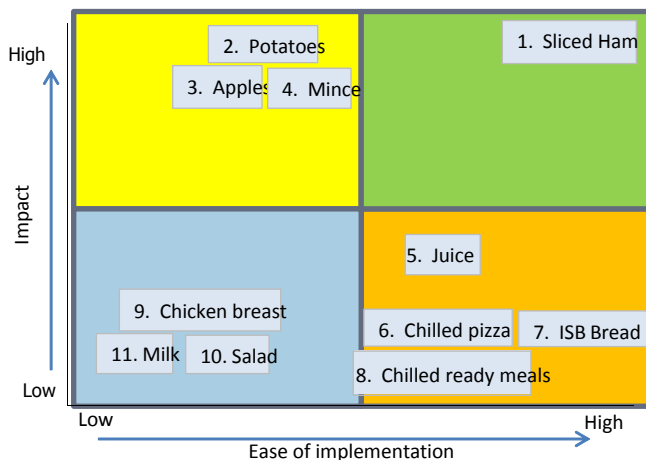 2. Potatoes
1. Sliced Ham
High
3. Apples
4. Mince
Impact
5. Juice
9. Chicken breast
6. Chilled pizza
7. ISB Bread
11. Milk
10. Salad
8. Chilled ready meals
Low
Low
High
Ease of implementation